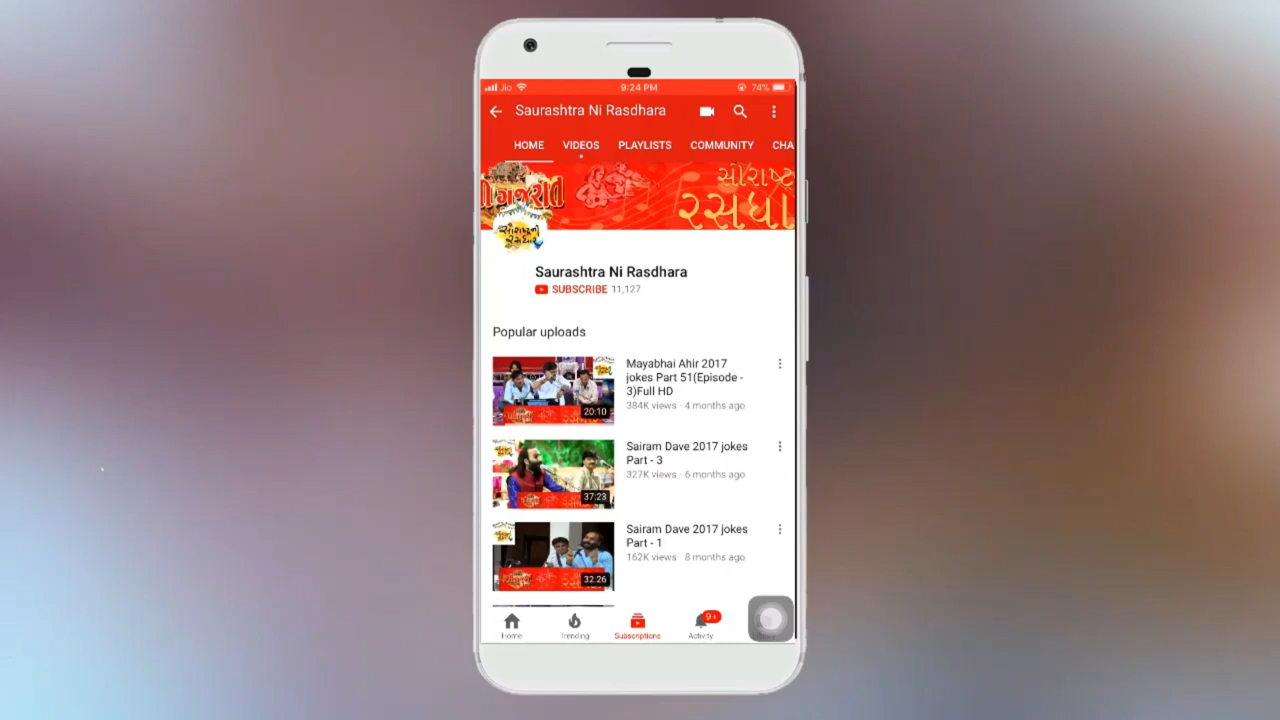 Jio 9:24 PM 74%
Saurashtra Ni Rasdhara
HOME VIDEOS PLAYLISTS COMMUNITY CHA
ગુજરાત
સૌરાષ્ટ્ર
રસધા
સૌરાષ્ટ્રની
રસધાર
Saurashtra Ni Rasdhara
SUBSCRIBE 11,127
Popular uploads
Mayabhai Ahir 2017
jokes Part 51(Episode -
3)Full HD
384K views · 4 months ago
20:10
Sairam Dave 2017 jokes
Part - 3
327K views · 6 months ago
37:23
Sairam Dave 2017 jokes
Part - 1
162K views · 8 months ago
32:26
9+
Home Trending Subscriptions Activity